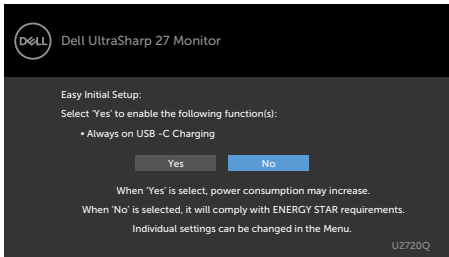 DELL
Dell UltraSharp 27 Monitor
Easy Initial Setup:
Select ‘Yes’ to enable the following function(s):
• Always on USB -C Charging
Yes
No
When ‘Yes’ is select, power consumption may increase.
When ‘No’ is selected, it will comply with ENERGY STAR requirements.
Individual settings can be changed in the Menu.
U2720Q